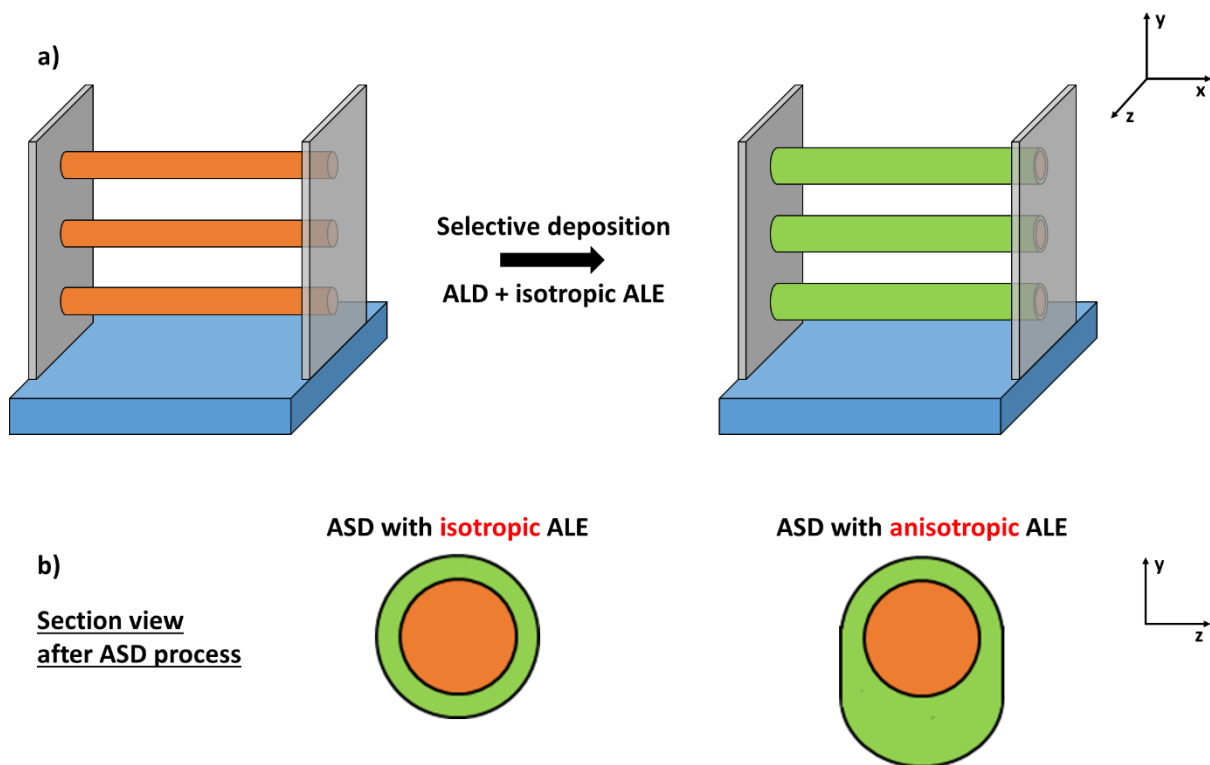 a)
y
x
z
Selective deposition
ALD + isotropic ALE
ASD with isotropic ALE
ASD with anisotropic ALE
b)
y
z
Section view
after ASD process